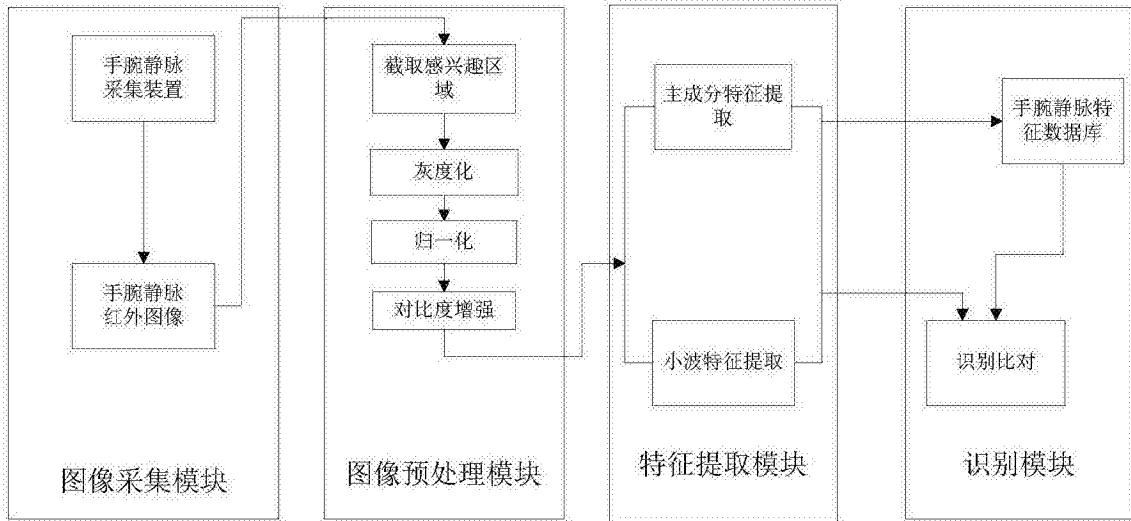 手腕静脉
采集装置
手腕静脉
红外图像
图像采集模块
截取感兴趣区
域
灰度化
归一化
对比度增强
图像预处理模块
主成分特征提
取
小波特征提取
特征提取模块
手腕静脉特
征数据库
识别比对
识别模块